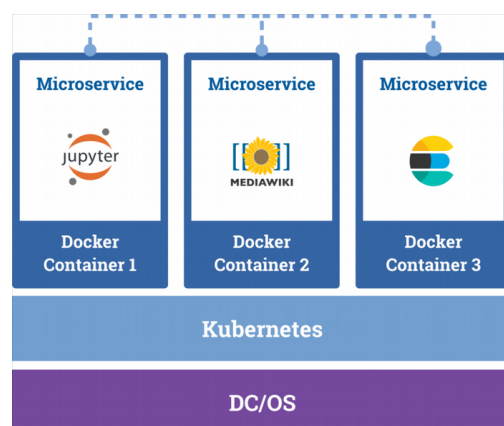 Microservice
Microservice
Microservice
jupyter
[[ ]]
MEDIAWIKI
Docker
Container 1
Docker
Container 2
Docker
Container 3
Kubernetes
DC/OS